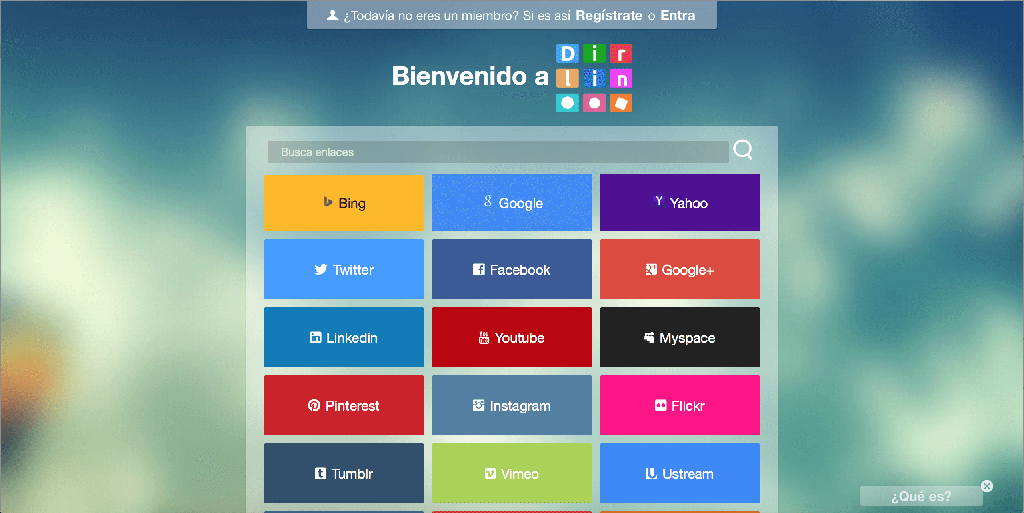 ¿Todavía no eres un miembro? Si es así Regístrate o Entra
Bienvenido a
D i r
l i n
Busca enlaces
Bing
Google
Yahoo
Twitter
Facebook
Google+
Linkedin
Youtube
Myspace
Pinterest
Instagram
Flickr
Tumblr
Vimeo
Ustream
¿Qué es?